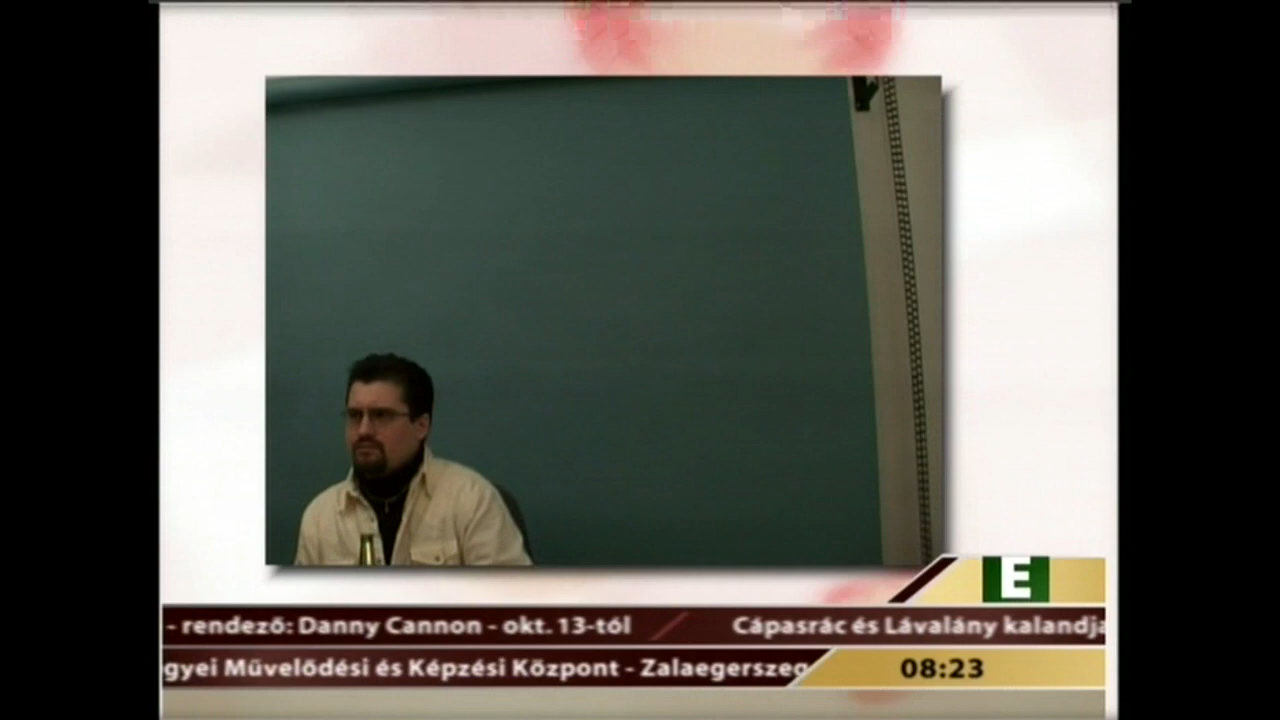 E
- rendező: Danny Cannon - okt. 13-tól / Cápasrác és Lávalány kalandja
gyei Művelődési és Képzési Központ - Zalaegerszeg
08:23